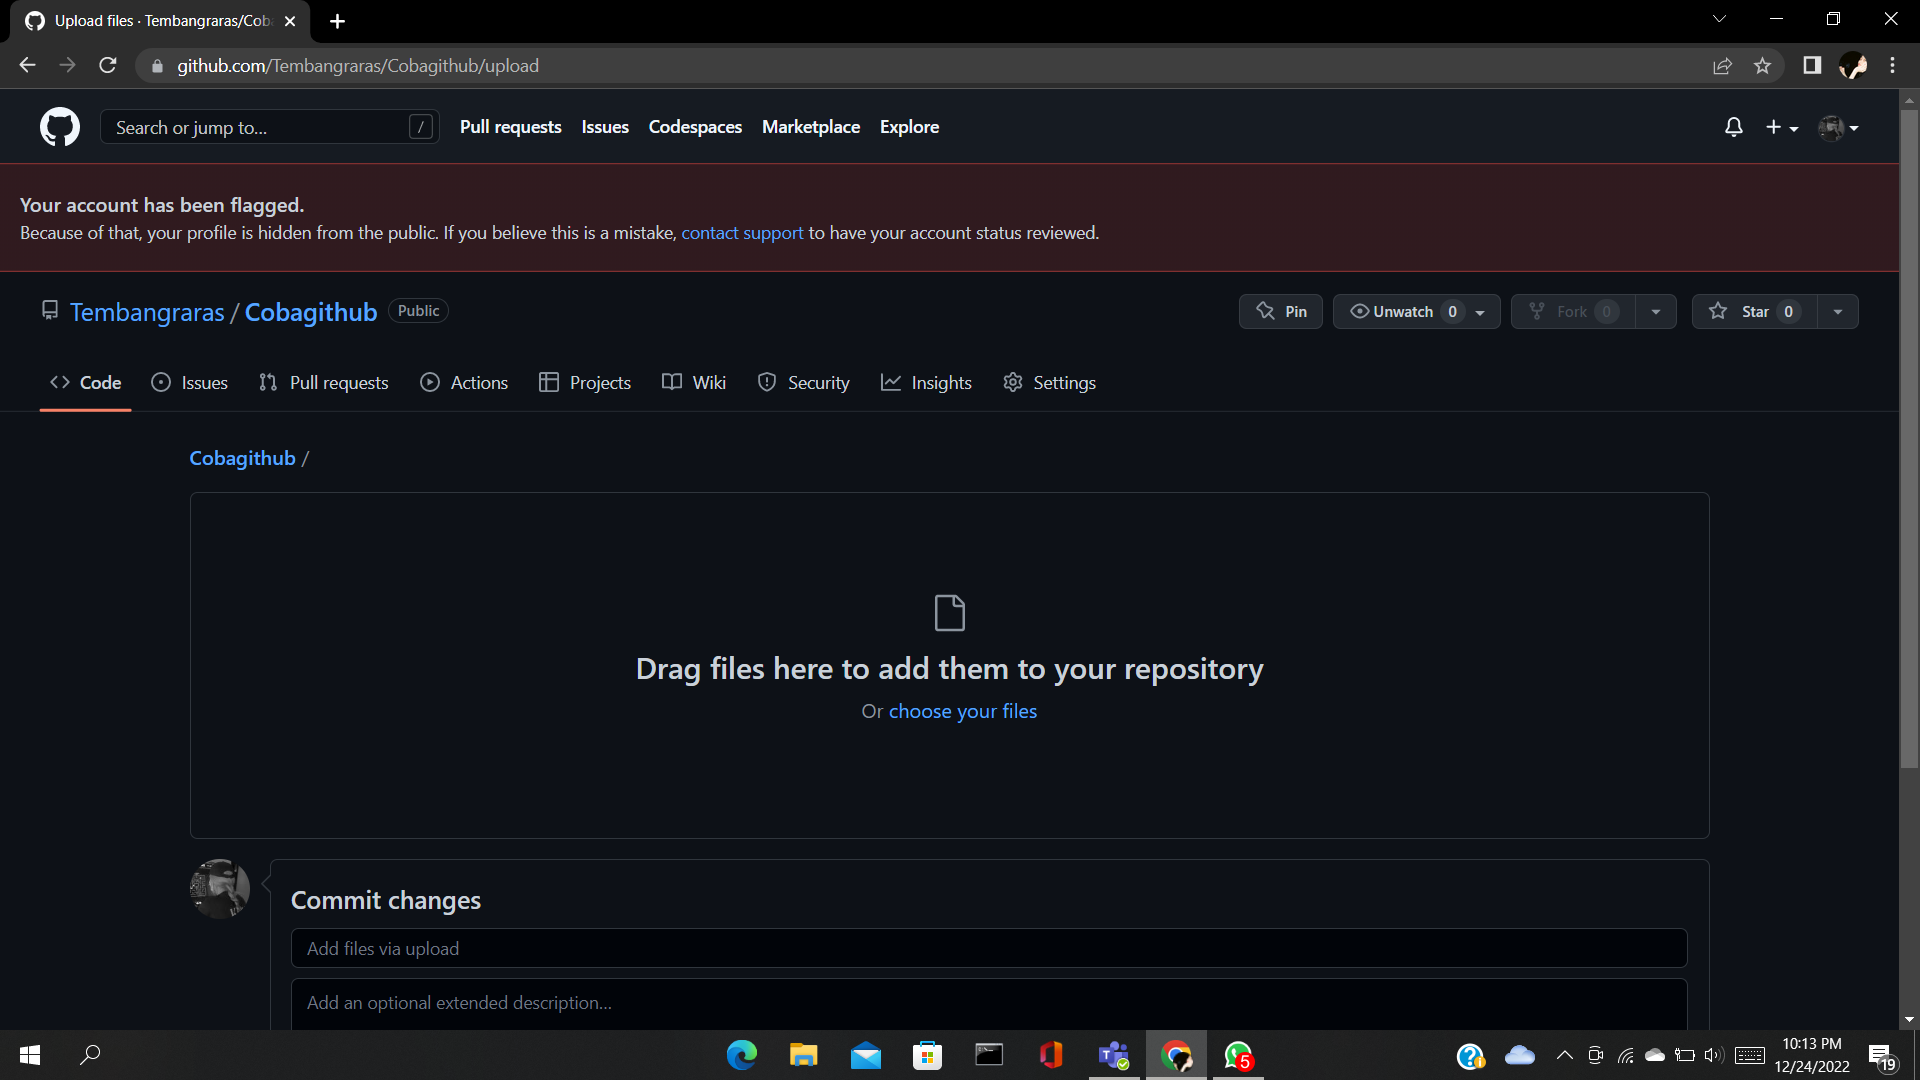 Upload files · Tembangraras/Cob
github.com/Tembangraras/Cobagithub/upload
Search or jump to...
/
Pull requests
Issues
Codespaces
Marketplace
Explore
Your account has been flagged.
Because of that, your profile is hidden from the public. If you believe this is a mistake, contact support to have your account status reviewed.
Tembangraras / Cobagithub
Public
Pin
Unwatch 0
Fork 0
Star 0
Code
Issues
Pull requests
Actions
Projects
Wiki
Security
Insights
Settings
Cobagithub /
Drag files here to add them to your repository
Or choose your files
Commit changes
Add files via upload
Add an optional extended description...
5
10:13 PM
12/24/2022
19